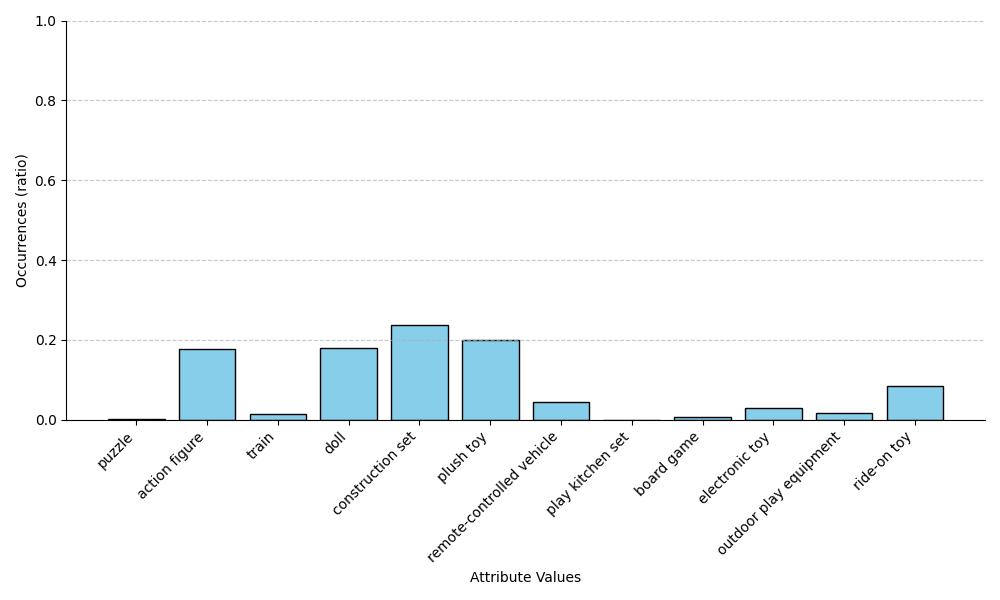 1.0
0.8
0.6
0.4
0.2
0.0
Occurrences (ratio)
puzzle
action figure
train
doll
construction set
plush toy
remote-controlled vehicle
play kitchen set
board game
electronic toy
outdoor play equipment
ride-on toy
Attribute Values